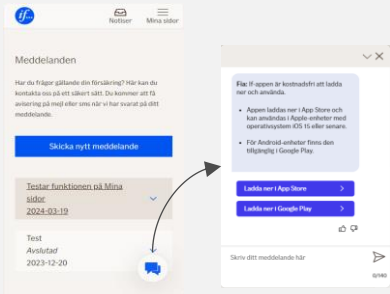 if...
Notiser
Mina sidor
Meddelanden
Har du frågor gällande din försäkring? Här kan du
kontakta oss på ett säkert sätt. Du kommer att få
avisering på mejl eller sms när vi har svarat på ditt
meddelande.
Skicka nytt meddelande
Testar funktionen på Mina
sidor
2024-03-19
Test
Avslutad
2023-12-20
Fia: If-appen är kostnadsfri att ladda
ner och använda.
• Appen laddas ner i App Store och
kan användas i Apple-enheter med
operativsystem iOS 15 eller senare.
• För Android-enheter finns den
tillgänglig i Google Play.
Ladda ner i App Store
Ladda ner i Google Play
Skriv ditt meddelande här
0/140